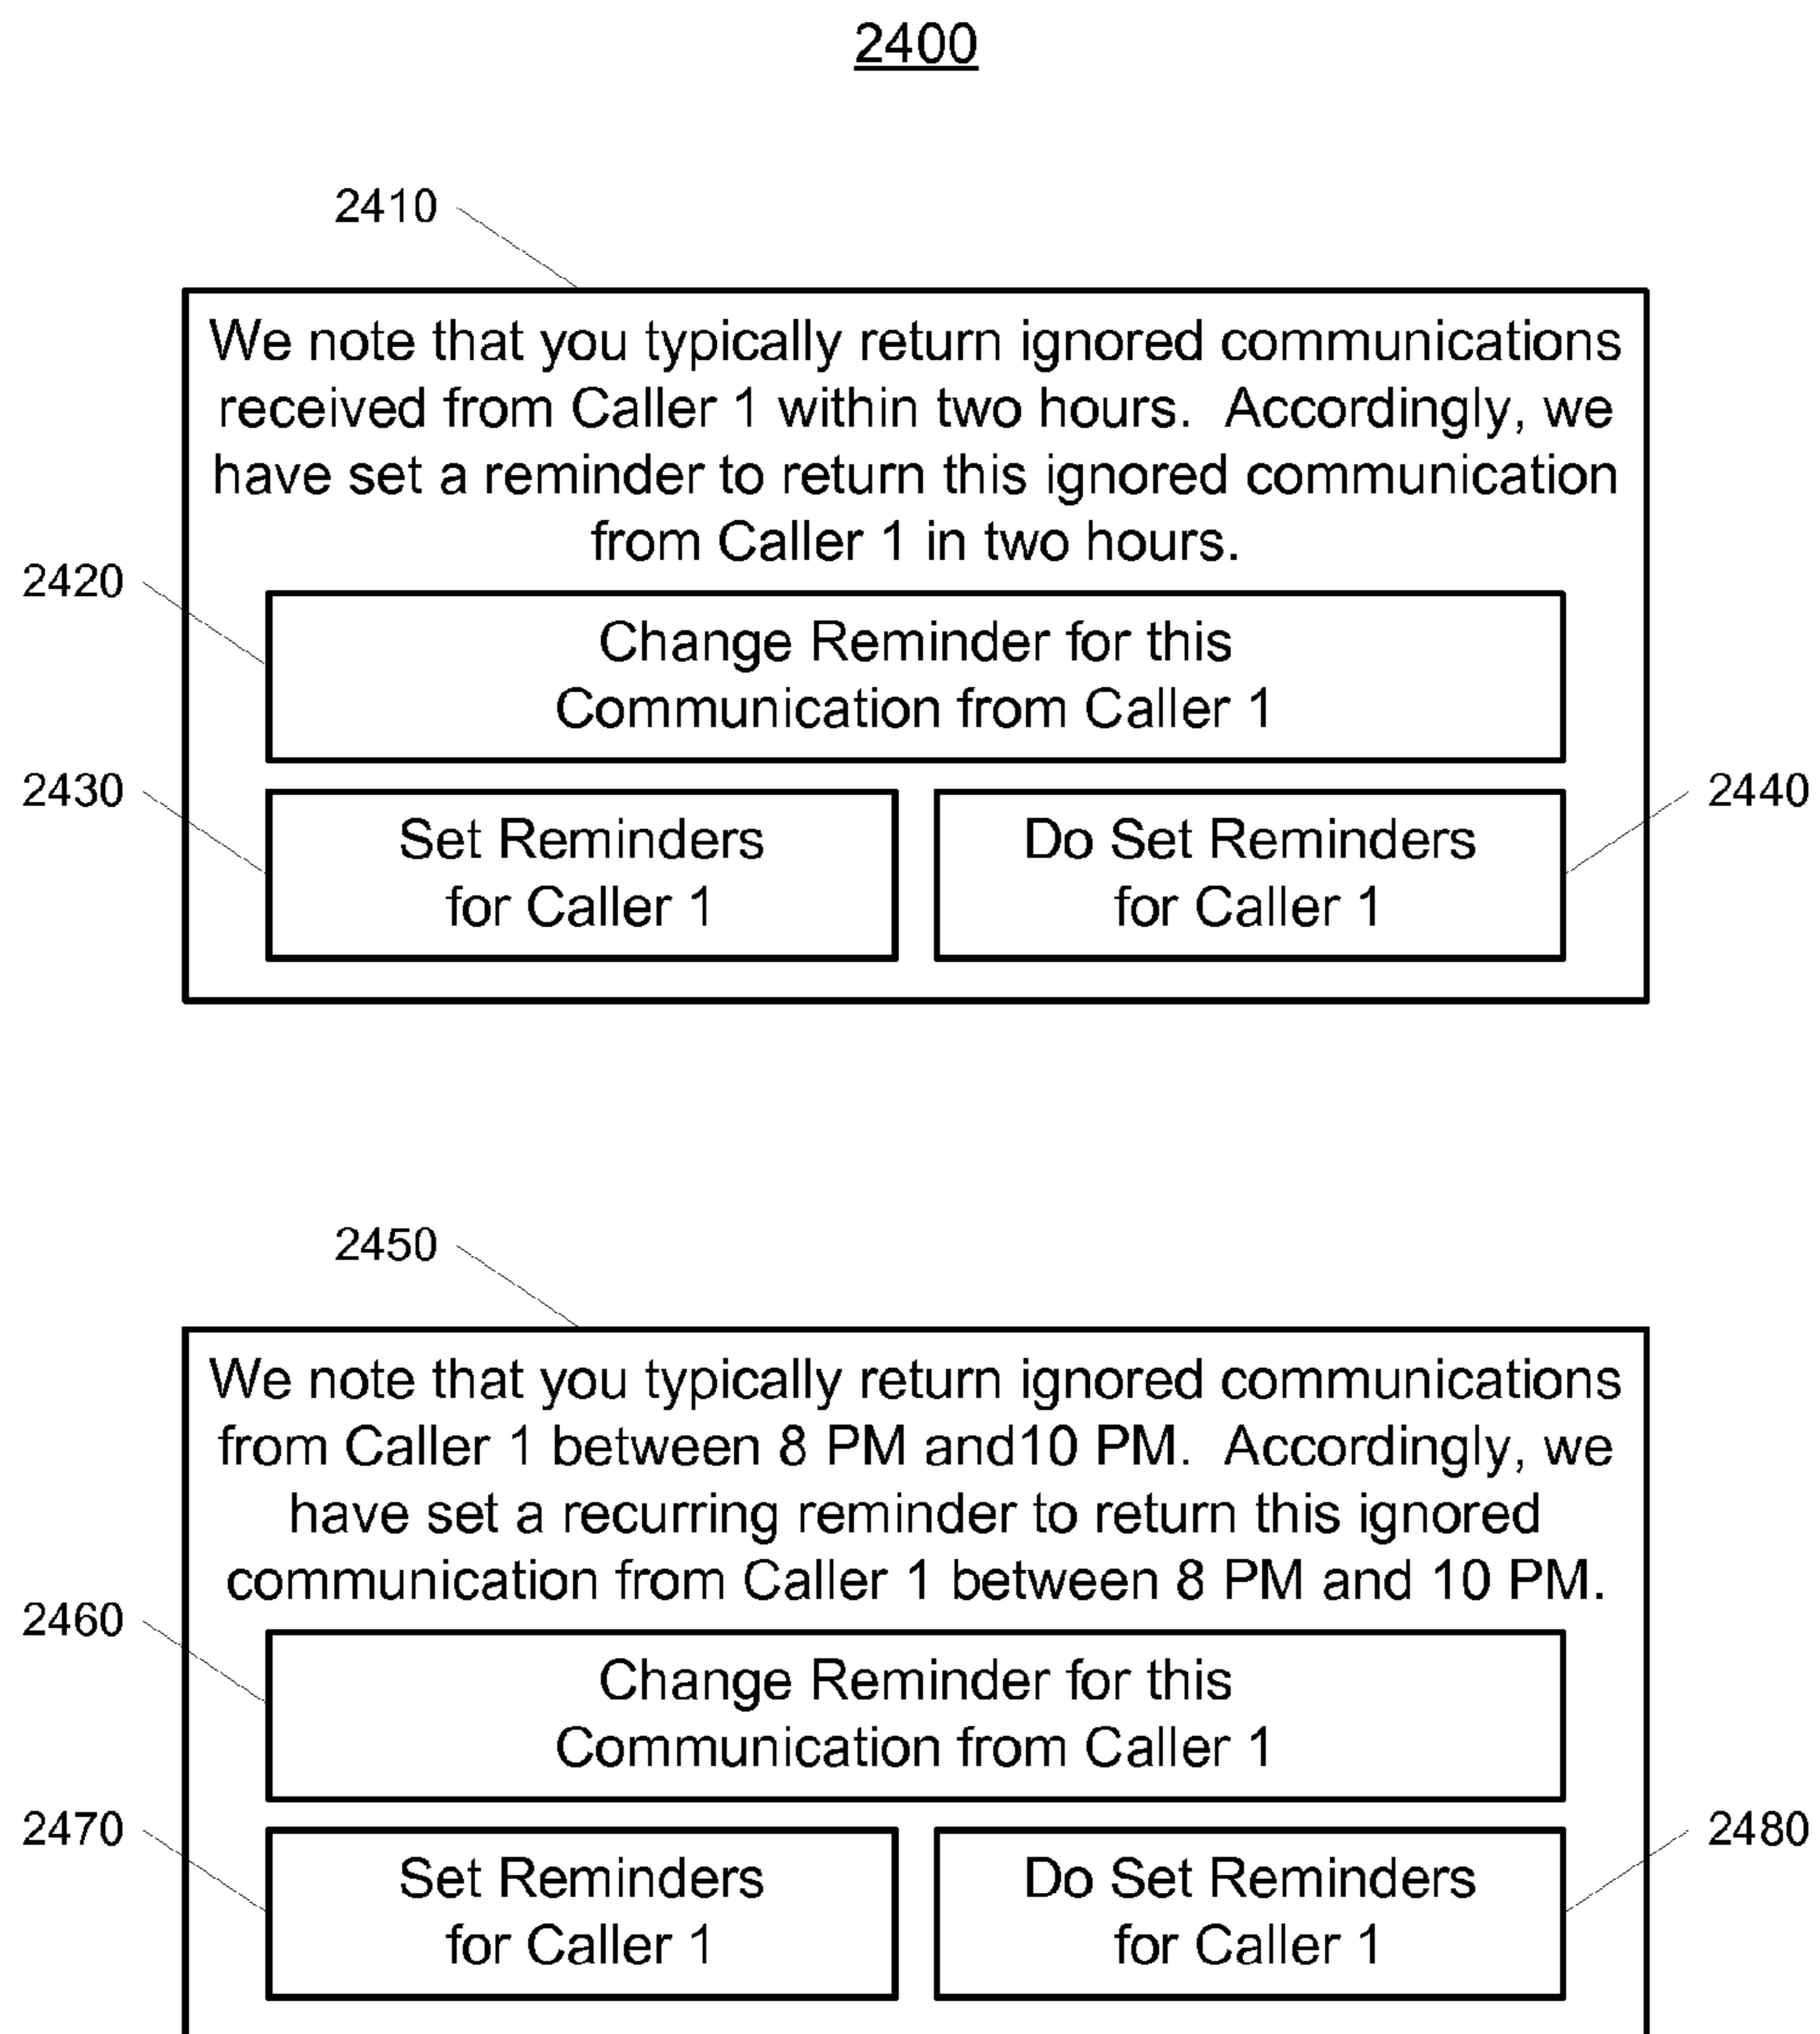 2400
2410
We note that you typically return ignored communications
received from Caller 1 within two hours.  Accordingly, we
have set a reminder to return this ignored communication
from Caller 1 in two hours.
2420
Change Reminder for this
Communication from Caller 1
2430
Set Reminders
for Caller 1
Do Set Reminders
for Caller 1
2440
2450
We note that you typically return ignored communications
from Caller 1 between 8 PM and10 PM.  Accordingly, we
have set a recurring reminder to return this ignored
communication from Caller 1 between 8 PM and 10 PM.
2460
Change Reminder for this
Communication from Caller 1
2470
Set Reminders
for Caller 1
Do Set Reminders
for Caller 1
2480